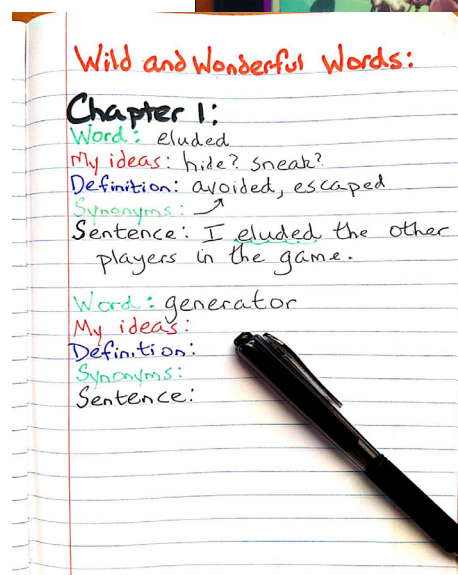 Wild and Wonderful Words:
Chapter 1:
Word: eluded
My ideas: hide? sneak?
Definition: avoided, escaped
Synonyms:
Sentence: I eluded the other
players in the game.
Word: generator
My ideas:
Definition:
Synonyms:
Sentence: